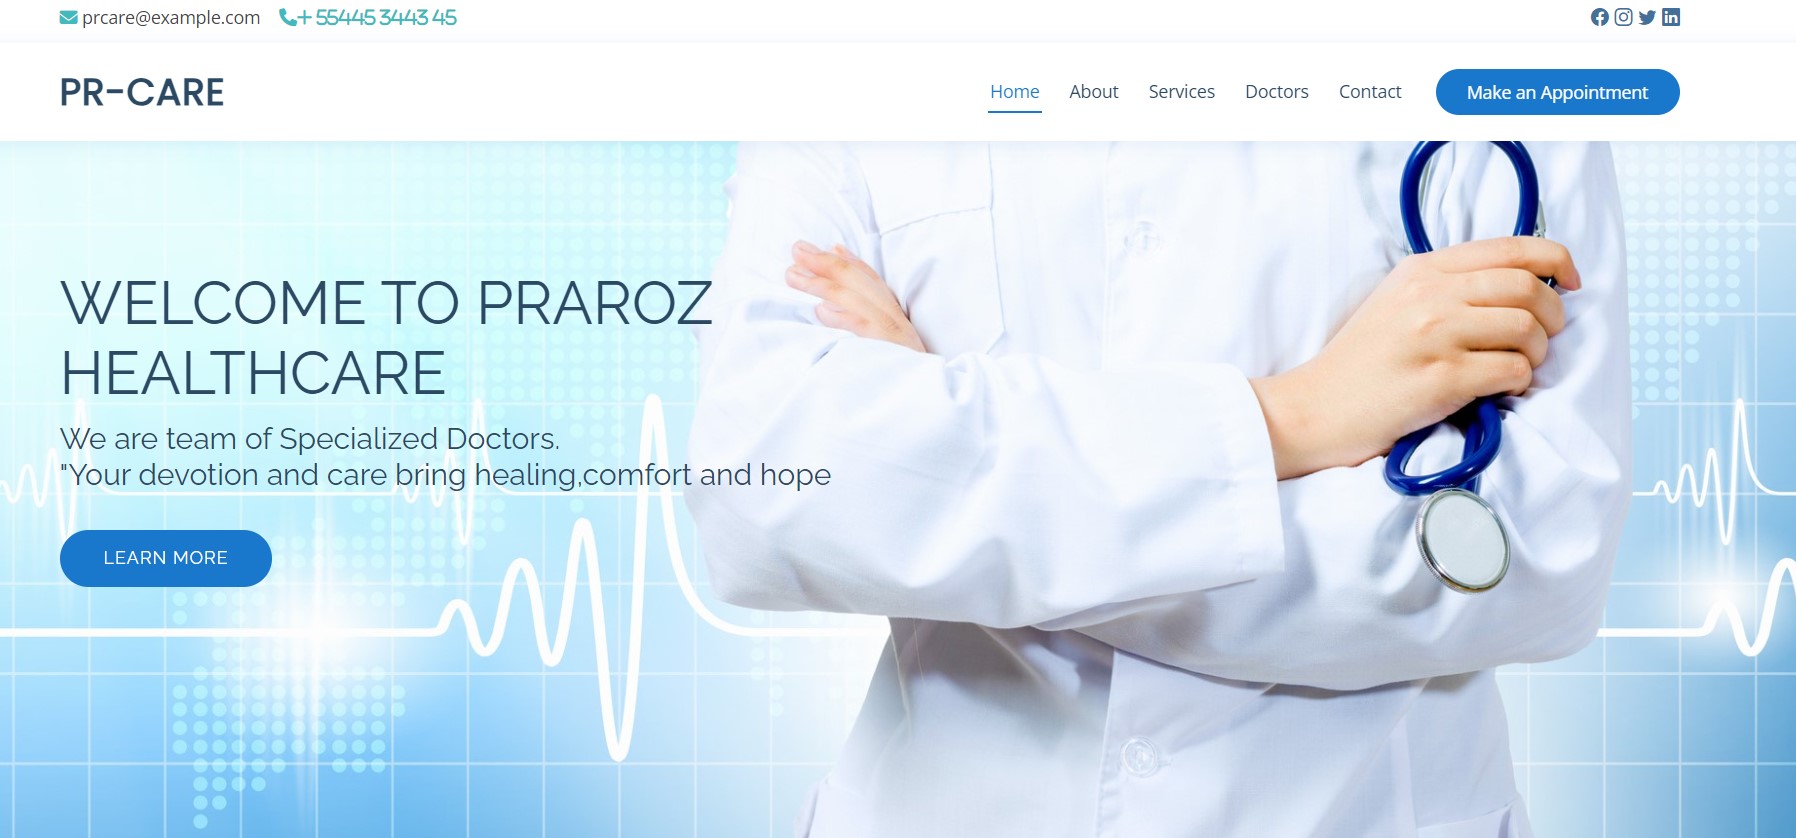 prcare@example.com + 55445 3443 45
PR-CARE
Home About Services Doctors Contact Make an Appointment
WELCOME TO PRAROZ
HEALTHCARE
We are team of Specialized Doctors.
"Your devotion and care bring healing,comfort and hope
LEARN MORE